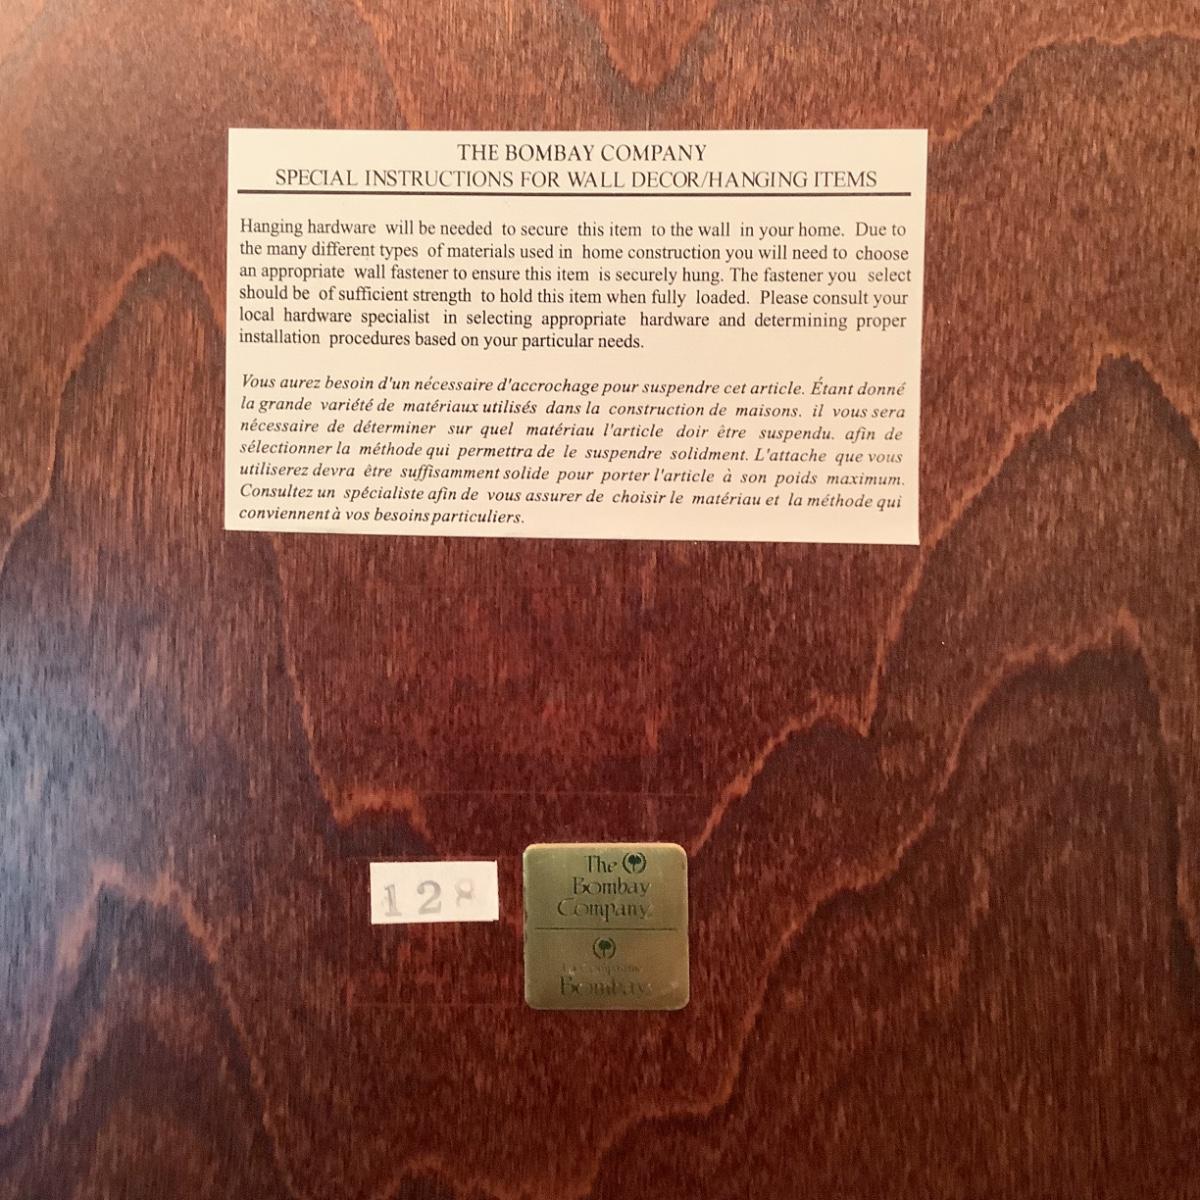 THE BOMBAY COMPANY
SPECIAL INSTRUCTIONS FOR WALL DECOR/HANGING ITEMS
Hanging hardware will be needed to secure this item to the wall in your home. Due to
the many different types of materials used in home construction you will need to choose
an appropriate wall fastener to ensure this item is securely hung. The fastener you select
should be of sufficient strength to hold this item when fully loaded. Please consult your
local hardware specialist in selecting appropriate hardware and determining proper
installation procedures based on your particular needs.
Vous aurez besoin d'un nécessaire d'accrochage pour suspendre cet article. Étant donné
la grande variété de matériaux utilisés dans la construction de maisons. il vous sera
nécessaire de déterminer sur quel matériau l'article doir être suspendu. afin de
sélectionner la méthode qui permettra de le suspendre solidment. L'attache que vous
utiliserez devra être suffisamment solide pour porter l'article à son poids maximum.
Consultez un spécialiste afin de vous assurer de choisir le matériau et la méthode qui
conviennent à vos besoins particuliers.
128
The
Bombay
Company
La Compagnie
Bombay